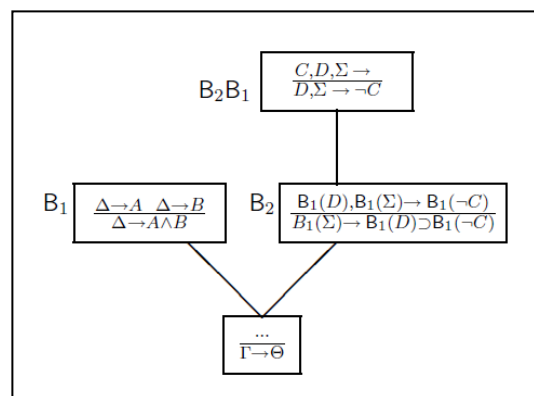 B₂B₁
C,D,Σ →
D,Σ → ¬C
B₁
Δ→A Δ→B
Δ→A∧B
B₂
B₁(D),B₁(Σ)→ B₁(¬C)
B₁(Σ)→ B₁(D)⊃B₁(¬C)
...
Γ→Θ